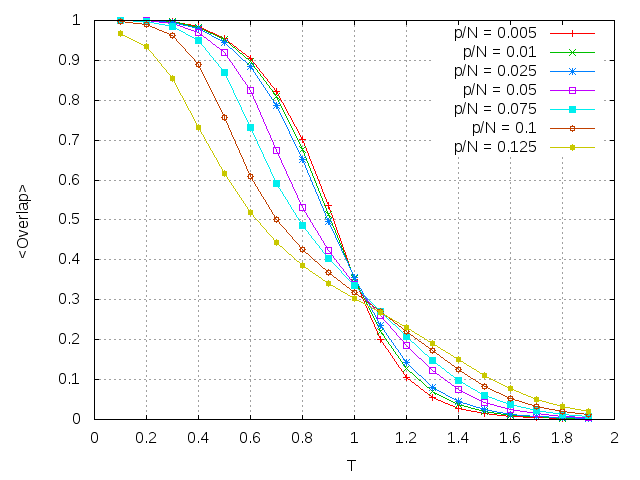 1
0.9
0.8
0.7
0.6
0.5
0.4
0.3
0.2
0.1
0
<Overlap>
p/N = 0.005
p/N = 0.01
p/N = 0.025
p/N = 0.05
p/N = 0.075
p/N = 0.1
p/N = 0.125
0 0.2 0.4 0.6 0.8 1 1.2 1.4 1.6 1.8 2
T